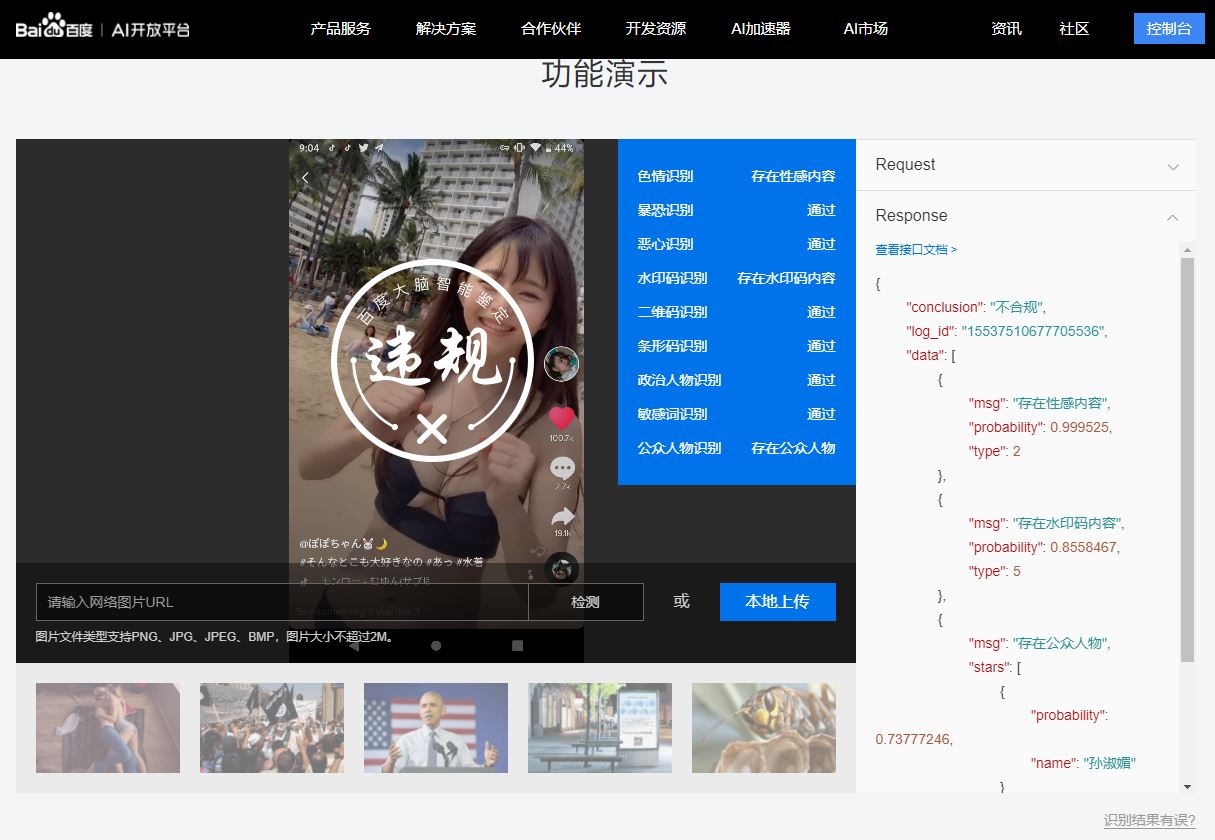 Bai百度 | AI开放平台
产品服务 解决方案 合作伙伴 开发资源 AI加速器 AI市场 资讯 社区 控制台
功能演示
9:04 44%
百度大脑智能鉴定
违规
100.7k
2.7k
19.1k
@ぽぽちゃん🐰🌙
#そんなとこも大好きなの #あっ #水着
モンロー - むゆん(サブ
Say something if you like it
请输入网络图片URL 检测 或 本地上传
图片文件类型支持PNG、JPG、JPEG、BMP，图片大小不超过2M。
色情识别 存在性感内容
暴恐识别 通过
恶心识别 通过
水印码识别 存在水印码内容
二维码识别 通过
条形码识别 通过
政治人物识别 通过
敏感词识别 通过
公众人物识别 存在公众人物
Request
Response
查看接口文档 >
{
"conclusion": "不合规",
"log_id": "15537510677705536",
"data": [
{
"msg": "存在性感内容",
"probability": 0.999525,
"type": 2
},
{
"msg": "存在水印码内容",
"probability": 0.8558467,
"type": 5
},
{
"msg": "存在公众人物",
"stars": [
{
"probability":
0.73777246,
"name": "孙淑媚"
}
识别结果有误?